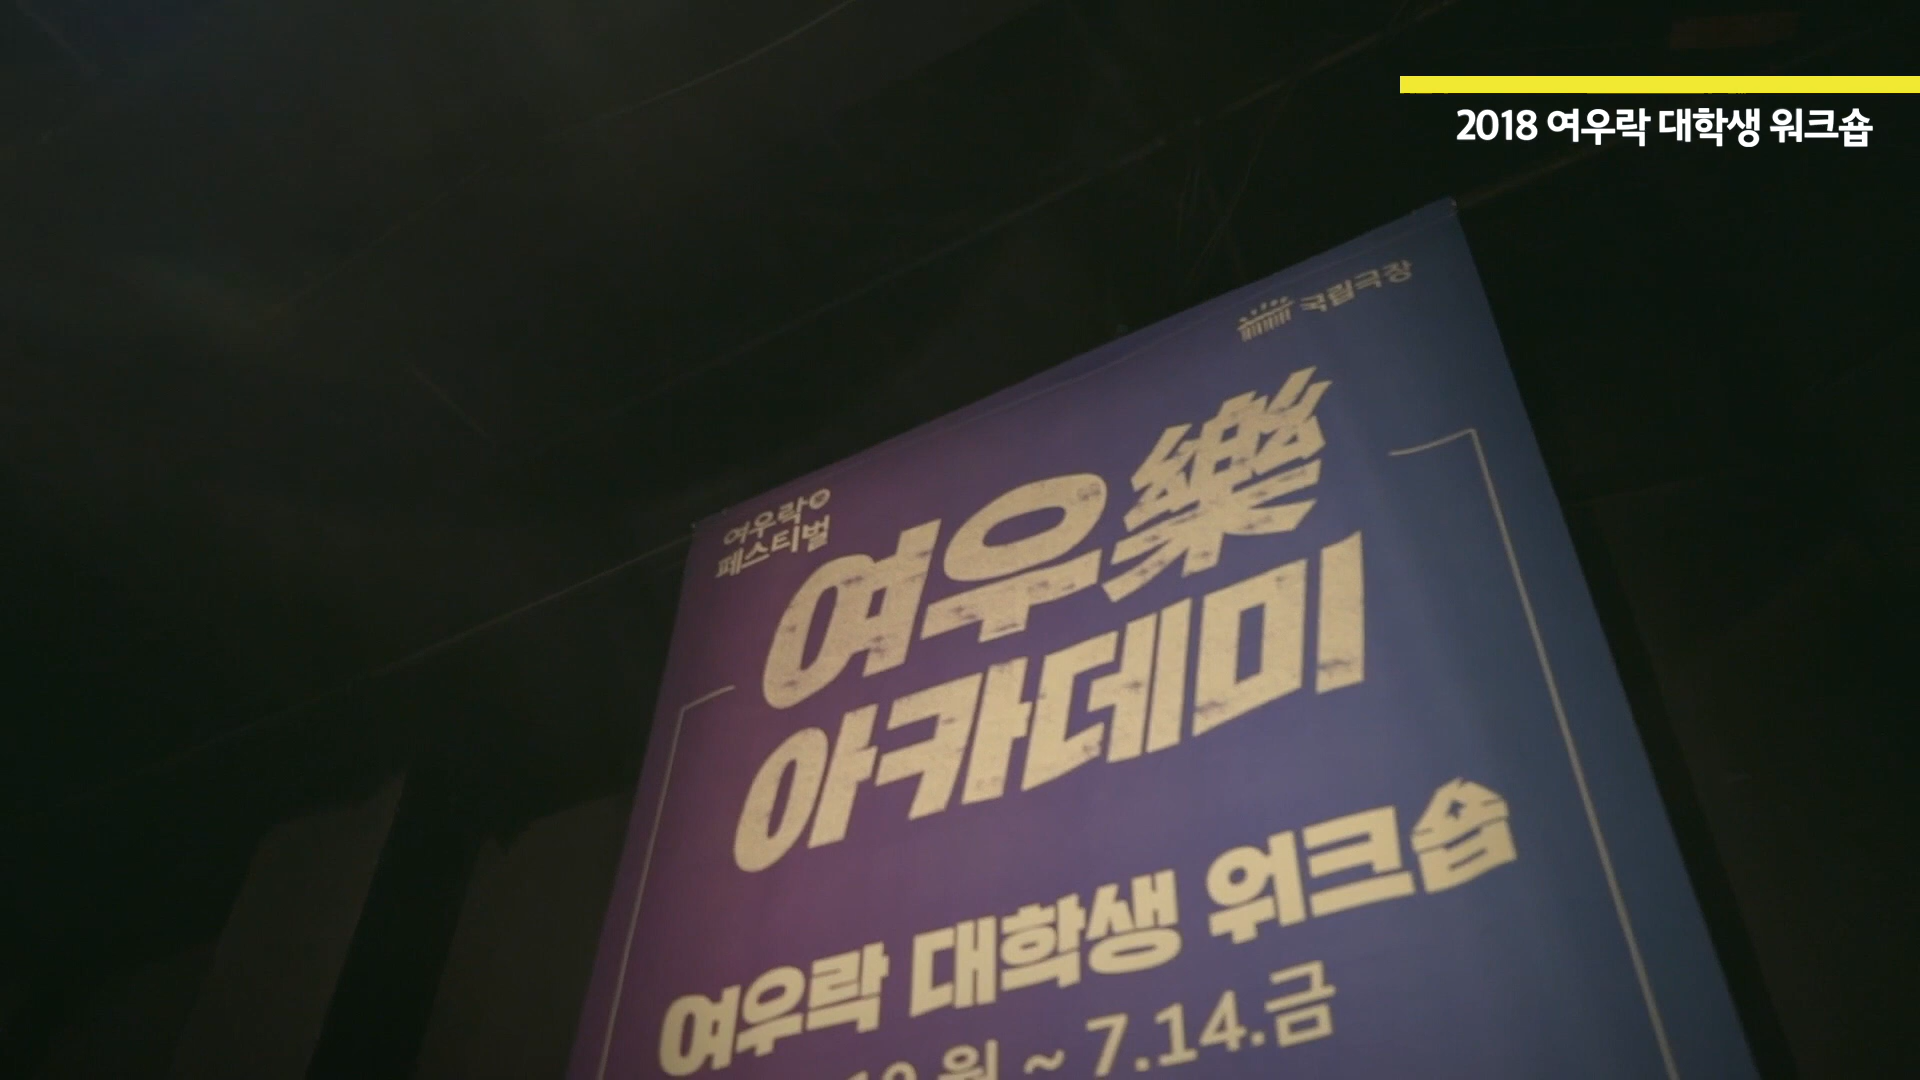 2018 여우락 대학생 워크숍
국립극장
여우락
페스티벌
여우樂
아카데미
여우락 대학생 워크숍
월 ~ 7.14.금